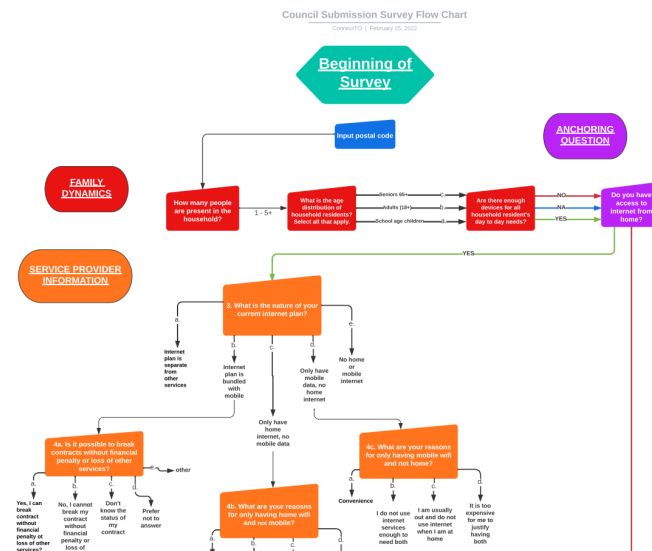 Council Submission Survey Flow Chart
ConnectTO | February 25, 2022
Beginning of
Survey
Input postal code
ANCHORING
QUESTION
FAMILY
DYNAMICS
How many people
are present in the
household?
1 - 5+
What is the age
distribution of
household residents?
Select all that apply.
Seniors 65+
c.
Adults (18+)
b.
School age children
a.
Are there enough
devices for all
household resident's
day to day needs?
NO
NA
YES
Do you have
access to
internet from
home?
YES
SERVICE PROVIDER
INFORMATION
3. What is the nature of your
current internet plan?
a.
b.
c.
d.
e.
Internet
plan is
separate
from
other
services
Internet
plan is
bundled
with
mobile
Only have
home
internet, no
mobile data
Only have
mobile
data, no
home
internet
No home
or
mobile
internet
4a. Is it possible to break
contracts without financial
penalty or loss of other
services?
a.
b.
c.
d.
e.
other
Yes, I can
break
contract
without
financial
penalty ot
loss of other
services?
No, I cannot
break my
contract
without
financial
penalty or
loss of
Don't
know the
status of
my
contract
Prefer
not to
answer
4b. What are your reaosns
for only having home wifi
and not mobile?
a.
b.
c.
d.
4c. What are your reasons
for only having mobile wifi
and not home?
a.
b.
c.
d.
Convenience
I do not use
internet
services
enough to
need both
I am usually
out and do not
use internet
when I am at
home
It is too
expensive
for me to
justify
having
both